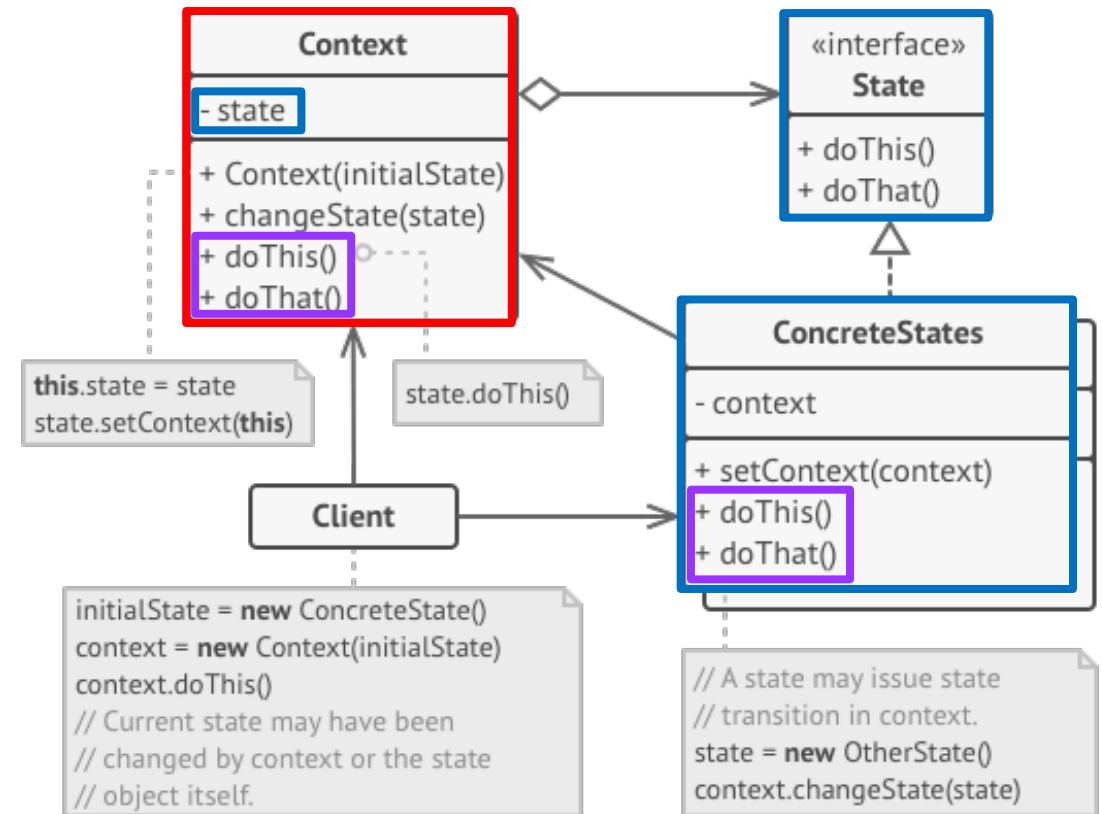 Context
- state
+ Context(initialState)
+ changeState(state)
+ doThis()
+ doThat()
«interface»
State
+ doThis()
+ doThat()
this.state = state
state.setContext(this)
state.doThis()
ConcreteStates
- context
+ setContext(context)
+ doThis()
+ doThat()
Client
initialState = new ConcreteState()
context = new Context(initialState)
context.doThis()
// Current state may have been
// changed by context or the state
// object itself.
// A state may issue state
// transition in context.
state = new OtherState()
context.changeState(state)